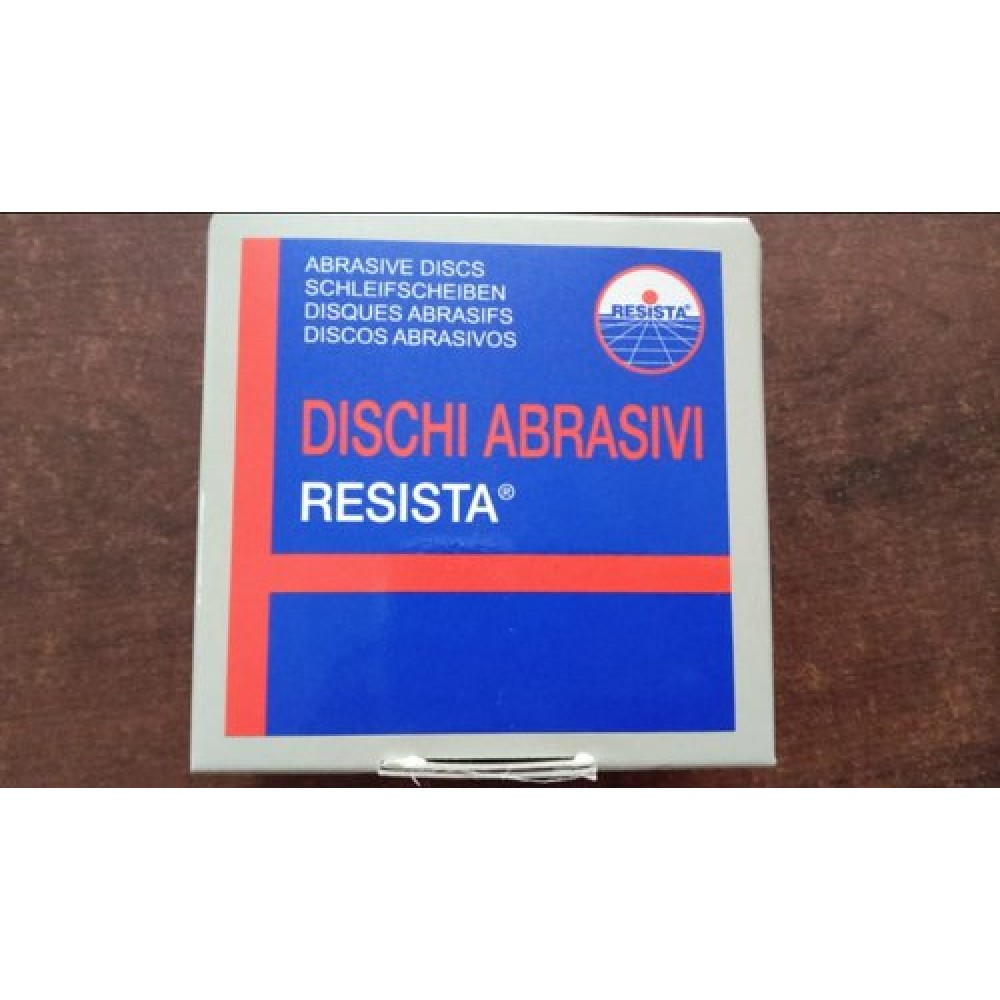 ABRASIVE DISCS
SCHLEIFSCHEIBEN
DISQUES ABRASIFS
DISCOS ABRASIVOS
RESISTA®
DISCHI ABRASIVI
RESISTA®